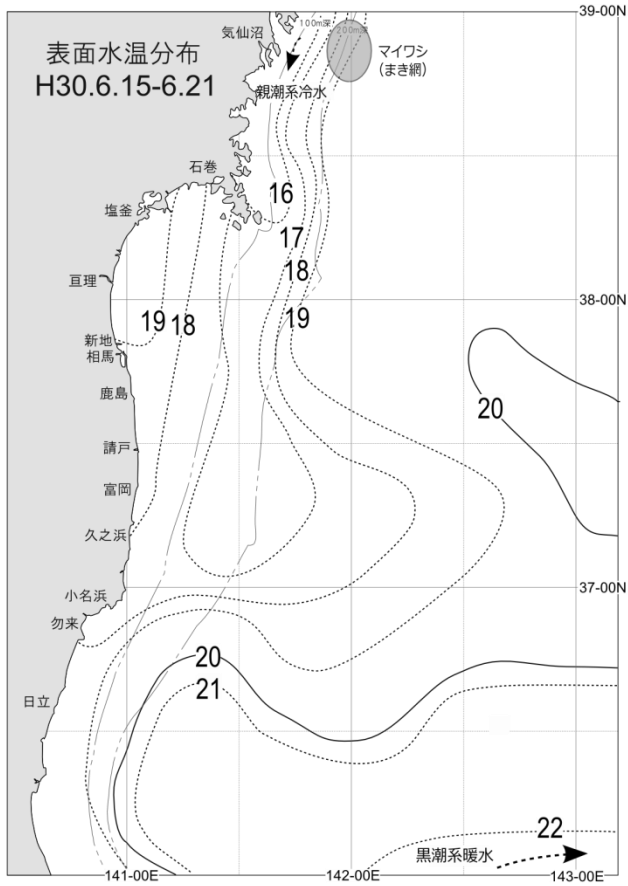 39-00N
100m深
200m深
気仙沼
表面水温分布
H30.6.15-6.21
マイワシ
(まき網)
親潮系冷水
石巻
16
塩釜
17
18
亘理
38-00N
19
18
19
新地
相馬
鹿島
20
請戸
富岡
久之浜
37-00N
小名浜
勿来
20
21
日立
22
黒潮系暖水
141-00E
142-00E
143-00E